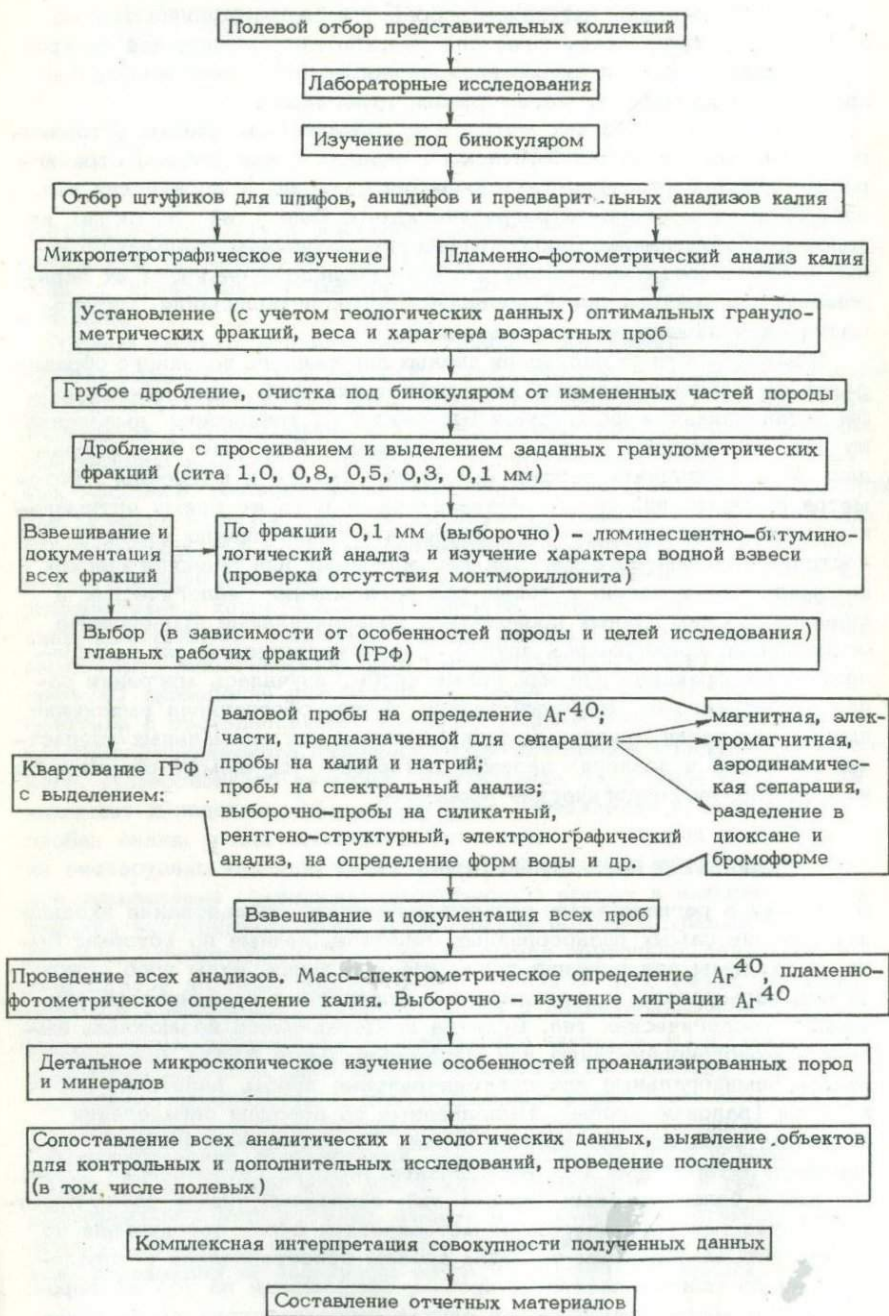 Полевой отбор представительных коллекций
Лабораторные исследования
Изучение под бинокуляром
Отбор штуфиков для шлифов, аншлифов и предварит льных анализов калия
Микропетрографическое изучение
Пламенно-фотометрический анализ калия
Установление (с учетом геологических данных) оптимальных грануло-
метрических фракций, веса и характера возрастных проб
Грубое дробление, очистка под бинокуляром от измененных частей породы
Дробление с просеиванием и выделением заданных гранулометрических
фракций (сита 1,0, 0,8, 0,5, 0,3, 0,1 мм)
Взвешивание и
документация
всех фракций
По фракции 0,1 мм (выборочно) – люминесцентно-битумино-
логический анализ и изучение характера водной взвеси
(проверка отсутствия монтмориллонита)
Выбор (в зависимости от особенностей породы и целей исследования)
главных рабочих фракций (ГРФ)
Квартование ГРФ
с выделением:
валовой пробы на определение Ar40;
части, предназначенной для сепарации
пробы на калий и натрий;
пробы на спектральный анализ;
выборочно-пробы на силикатный,
рентгено-структурный, электронографический
анализ, на определение форм воды и др.
магнитная, элек-
тромагнитная,
аэродинамичес-
кая сепарация,
разделение в
диоксане и
бромоформе
Взвешивание и документация всех проб
Проведение всех анализов. Масс-спектрометрическое определение Ar40, пламенно-
фотометрическое определение калия. Выборочно – изучение миграции Ar40
Детальное микроскопическое изучение особенностей проанализированных пород
и минералов
Сопоставление всех аналитических и геологических данных, выявление объектов
для контрольных и дополнительных исследований, проведение последних
(в том числе полевых)
Комплексная интерпретация совокупности полученных данных
Составление отчетных материалов